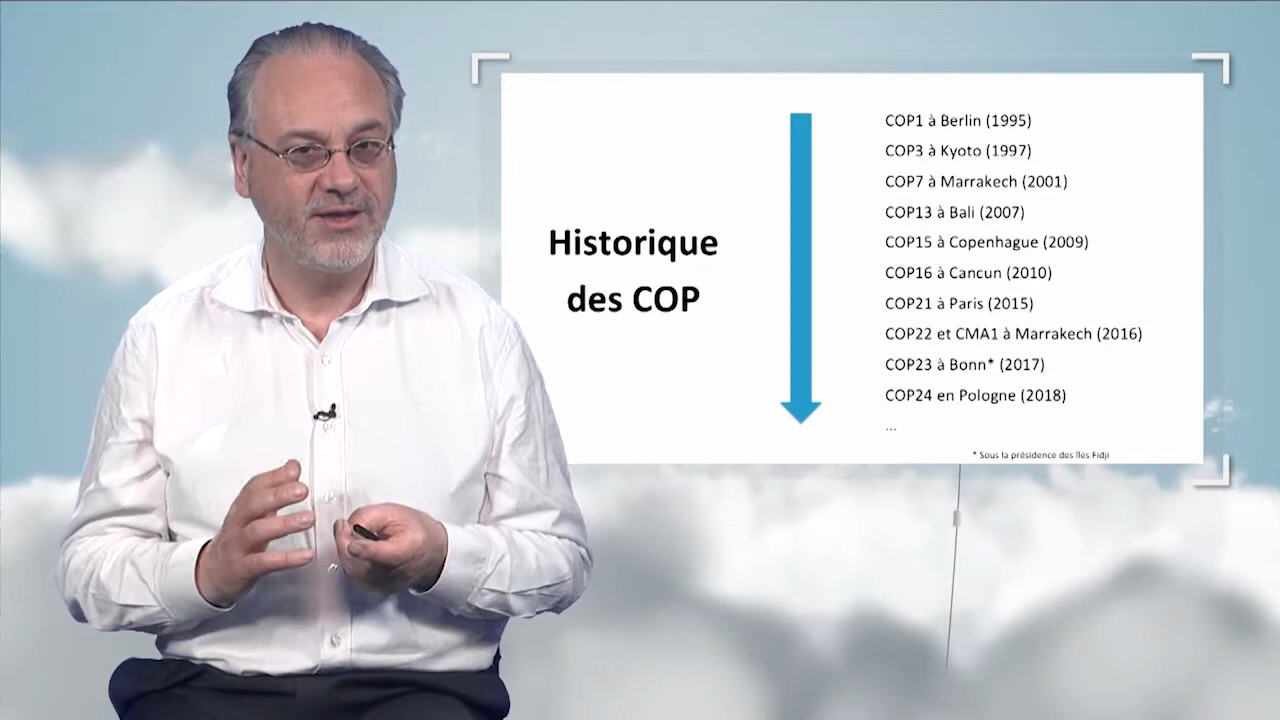 Historique
des COP
COP1 à Berlin (1995)
COP3 à Kyoto (1997)
COP7 à Marrakech (2001)
COP13 à Bali (2007)
COP15 à Copenhague (2009)
COP16 à Cancun (2010)
COP21 à Paris (2015)
COP22 et CMA1 à Marrakech (2016)
COP23 à Bonn* (2017)
COP24 en Pologne (2018)
...
* Sous la présidence des îles Fidji